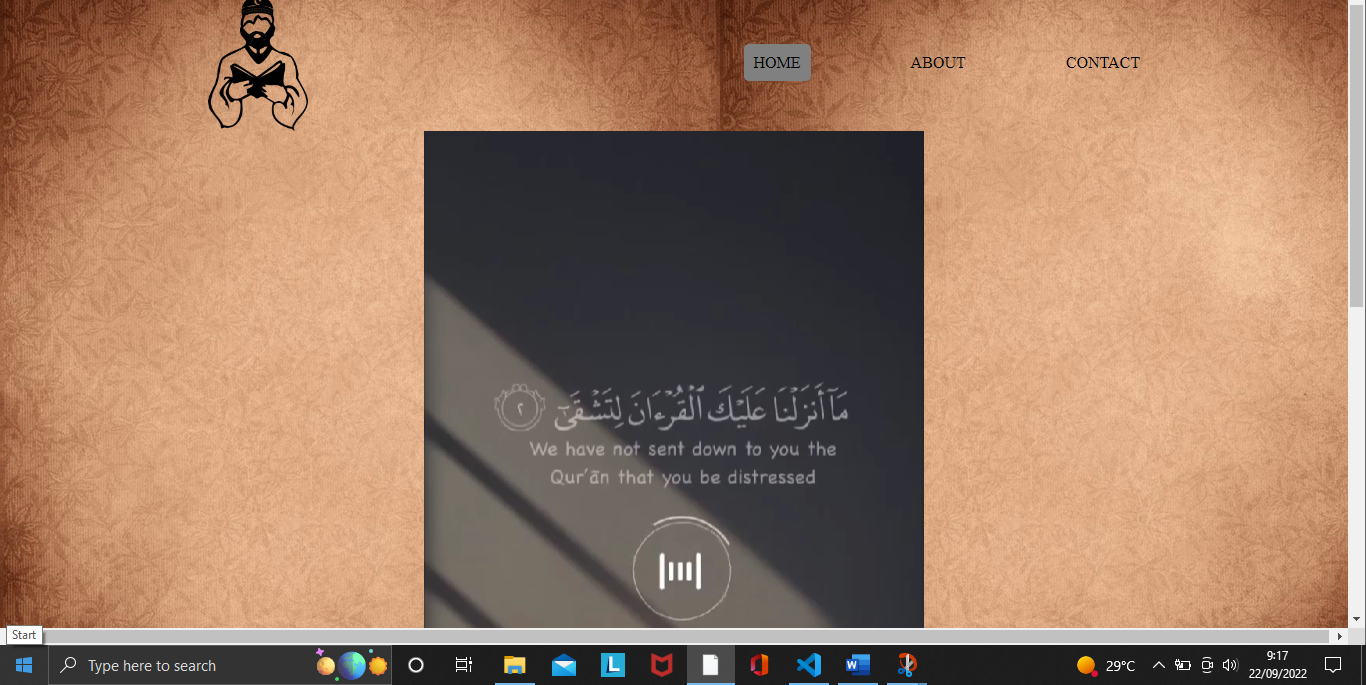 HOME
ABOUT
CONTACT
مَآ أَنزَلْنَا عَلَيْكَ ٱلْقُرْءَانَ لِتَشْقَىٰٓ ٢
We have not sent down to you the
Qur'ān that you be distressed
Start
Type here to search
L
29°C
9:17
22/09/2022